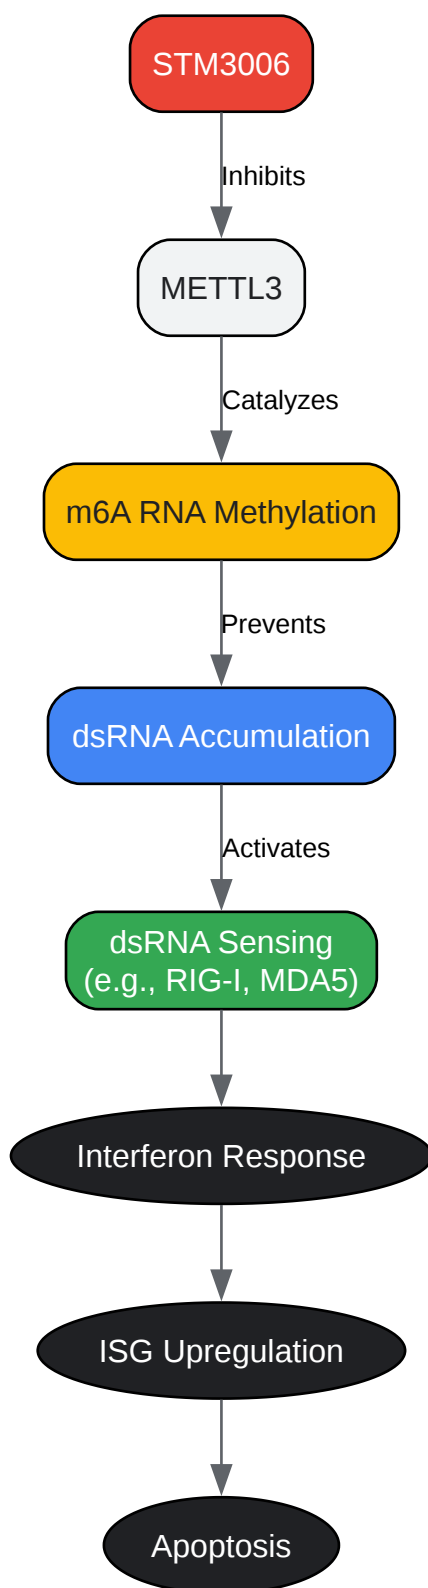 STM3006
Inhibits
METTL3
Catalyzes
m6A RNA Methylation
Prevents
dsRNA Accumulation
Activates
dsRNA Sensing
(e.g., RIG-I, MDA5)
Interferon Response
ISG Upregulation
Apoptosis